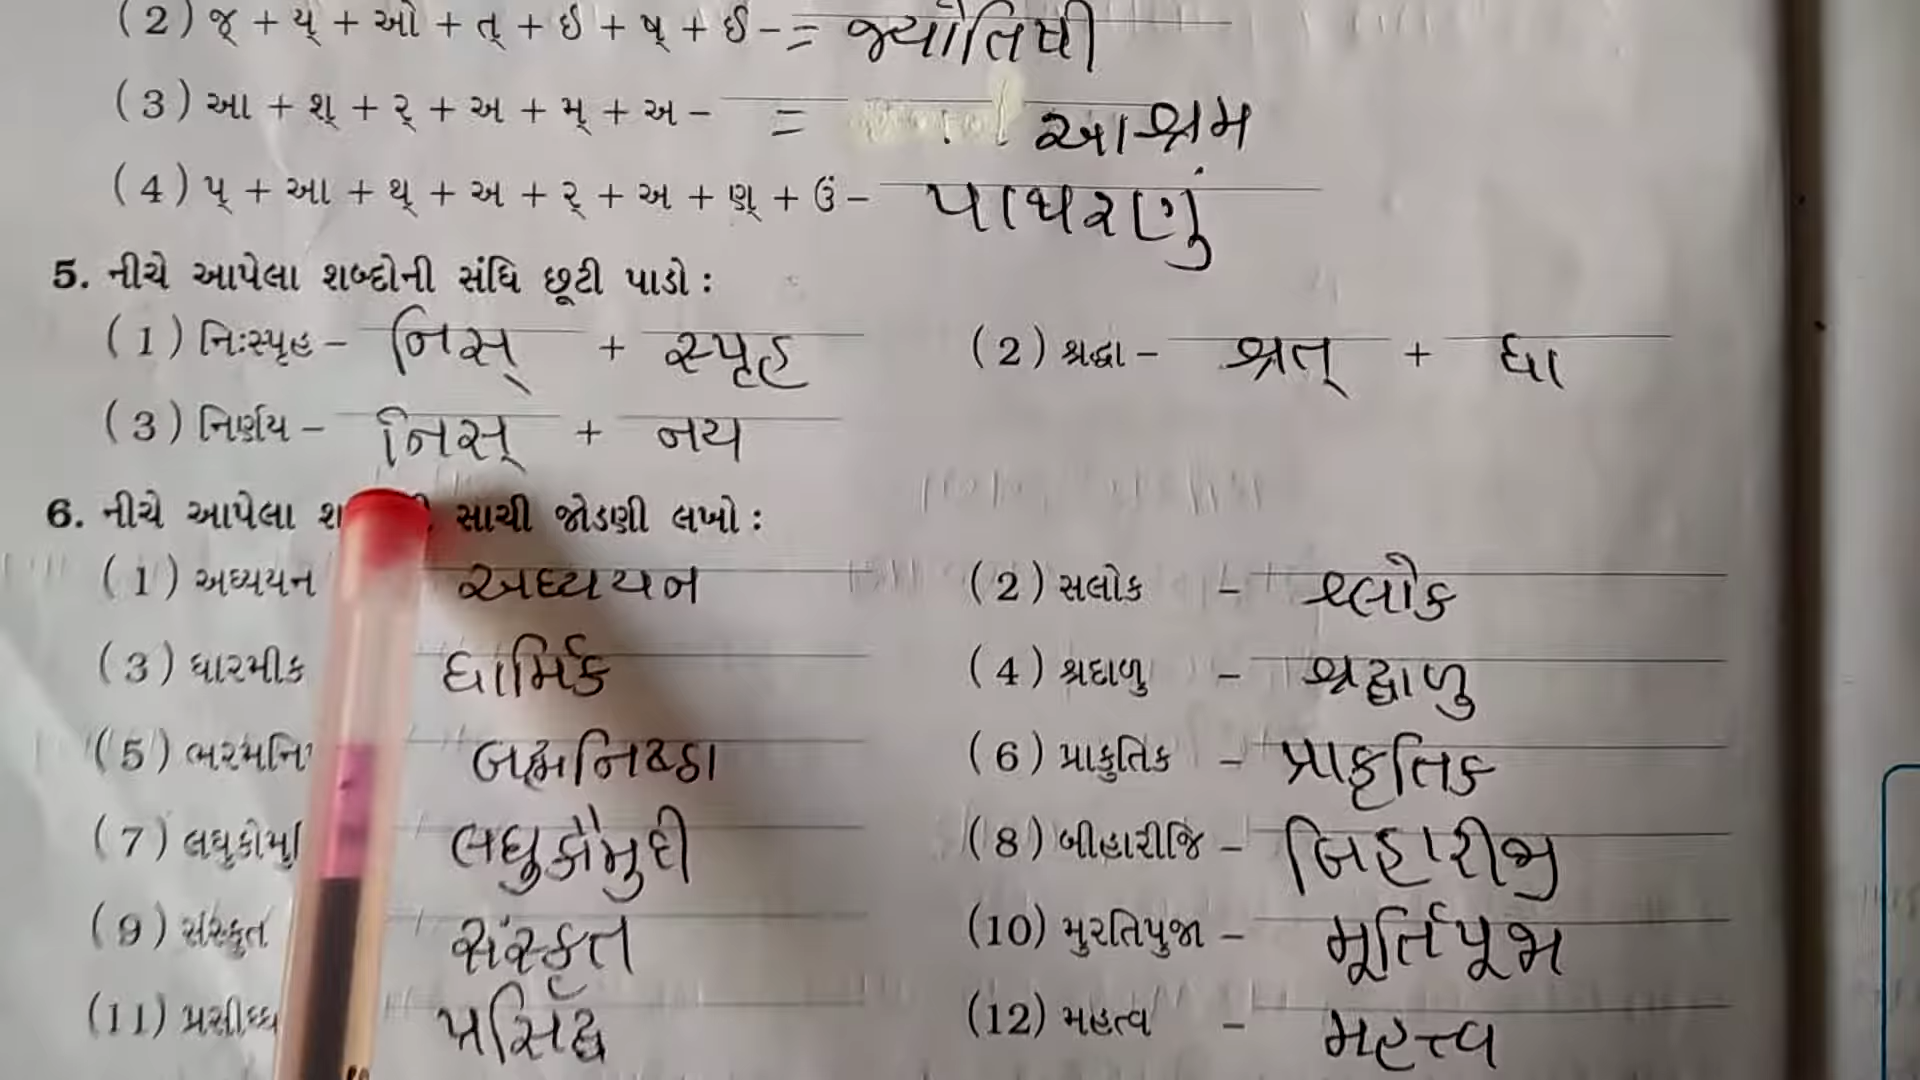 (2) જ્ + ય્ + ઓ + ત્ + ઇ + ષ્ + ઈ - = જ્યોતિષી
(3) આ + શ્ + ર્ + અ + મ્ + અ - = આશ્રમ
(4) પ્ + આ + થ્ + અ + ર્ + અ + ણ્ + ઉં - પાથરણું
5. નીચે આપેલા શબ્દોની સંધિ છૂટી પાડો :
(1) નિઃસ્પૃહ - નિસ્ + સ્પૃહ (2) શ્રદ્ધા - શ્રત્ + ધા
(3) નિર્ણય - નિસ્ + નય
6. નીચે આપેલા સાચી જોડણી લખો :
(1) અધ્યયન અધ્યયન (2) સલોક - શ્લોક
(3) ધારમીક ધાર્મિક (4) શ્રદાળુ - શ્રદ્ધાળુ
(5) બ્રહ્મનિષ્ઠા (6) પ્રાકુતિક - પ્રાકૃતિક
(7) લઘુકૌમુદી (8) બીહારીજિ - બિહારીજી
(9) સંસ્કુત સંસ્કૃત (10) મુરતિપુજા - મૂર્તિપૂજા
(11) પ્રસીધ્ધ પ્રસિદ્ધ (12) મહત્વ - મહત્ત્વ